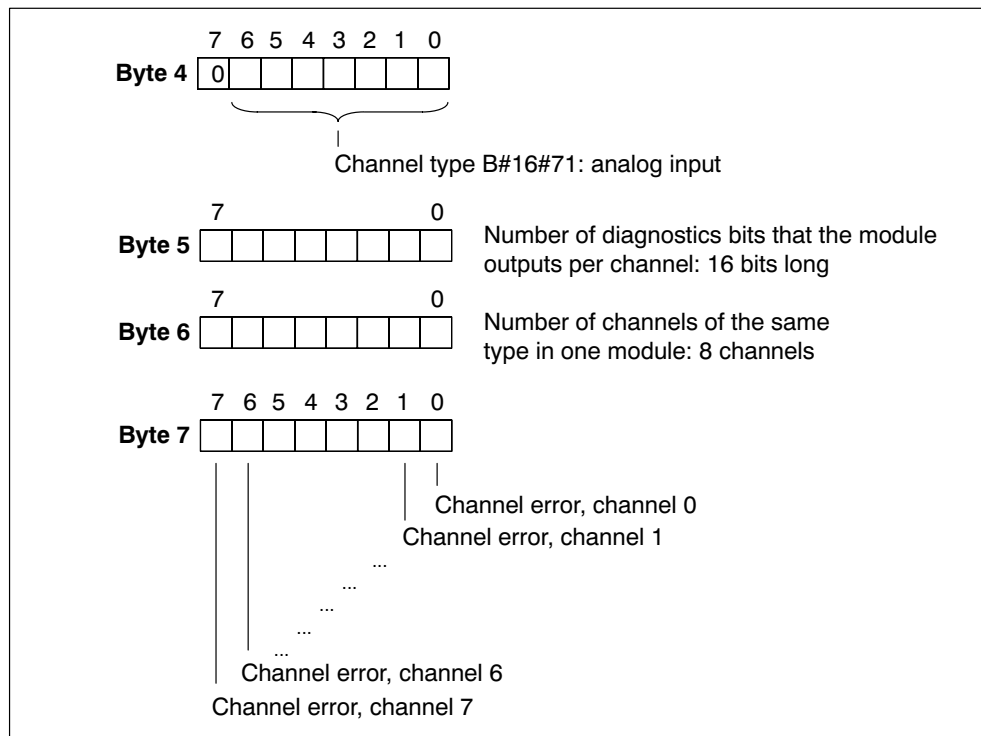 7 6 5 4 3 2 1 0
Byte 4 0
Channel type B#16#71: analog input
7 0
Byte 5
Number of diagnostics bits that the module
outputs per channel: 16 bits long
7 0
Byte 6
Number of channels of the same
type in one module: 8 channels
7 6 5 4 3 2 1 0
Byte 7
Channel error, channel 0
Channel error, channel 1
...
...
...
...
...
Channel error, channel 6
Channel error, channel 7